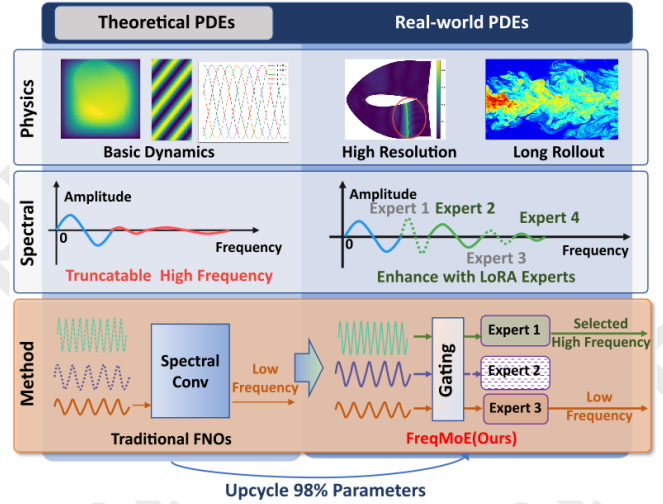 Theoretical PDEs
Real-world PDEs
Physics
Basic Dynamics
High Resolution
Long Rollout
Spectral
Amplitude
0
Frequency
Truncatable High Frequency
Amplitude
Expert 1 Expert 2
Expert 4
0
Expert 3
Frequency
Enhance with LoRA Experts
Method
Spectral
Conv
Low
Frequency
Traditional FNOs
Gating
Expert 1
Expert 2
Expert 3
Selected
High Frequency
Low
Frequency
FreqMoE(Ours)
Upcycle 98% Parameters